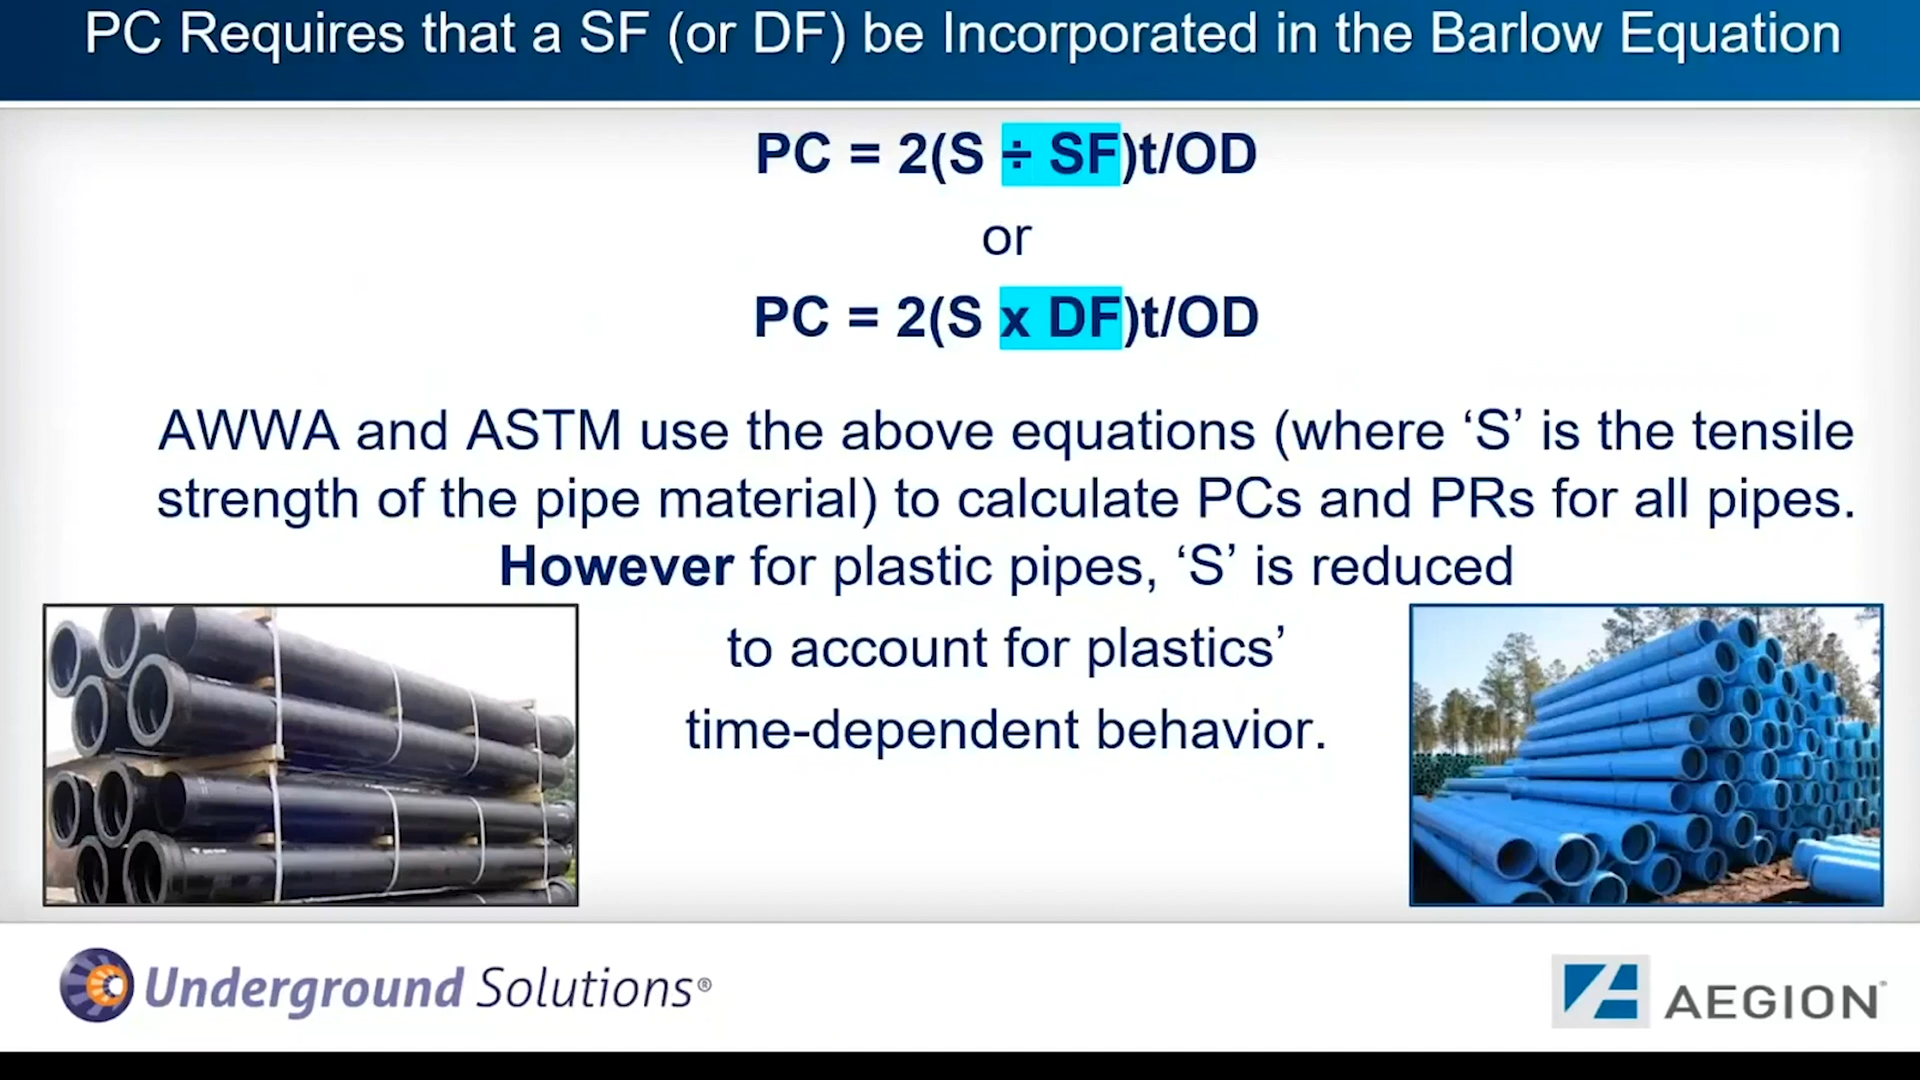 PC Requires that a SF (or DF) be Incorporated in the Barlow Equation
PC = 2(S ÷ SF)t/OD
or
PC = 2(S x DF)t/OD
AWWA and ASTM use the above equations (where ‘S’ is the tensile
strength of the pipe material) to calculate PCs and PRs for all pipes.
However for plastic pipes, ‘S’ is reduced
to account for plastics’
time-dependent behavior.
Underground Solutions®
AEGION